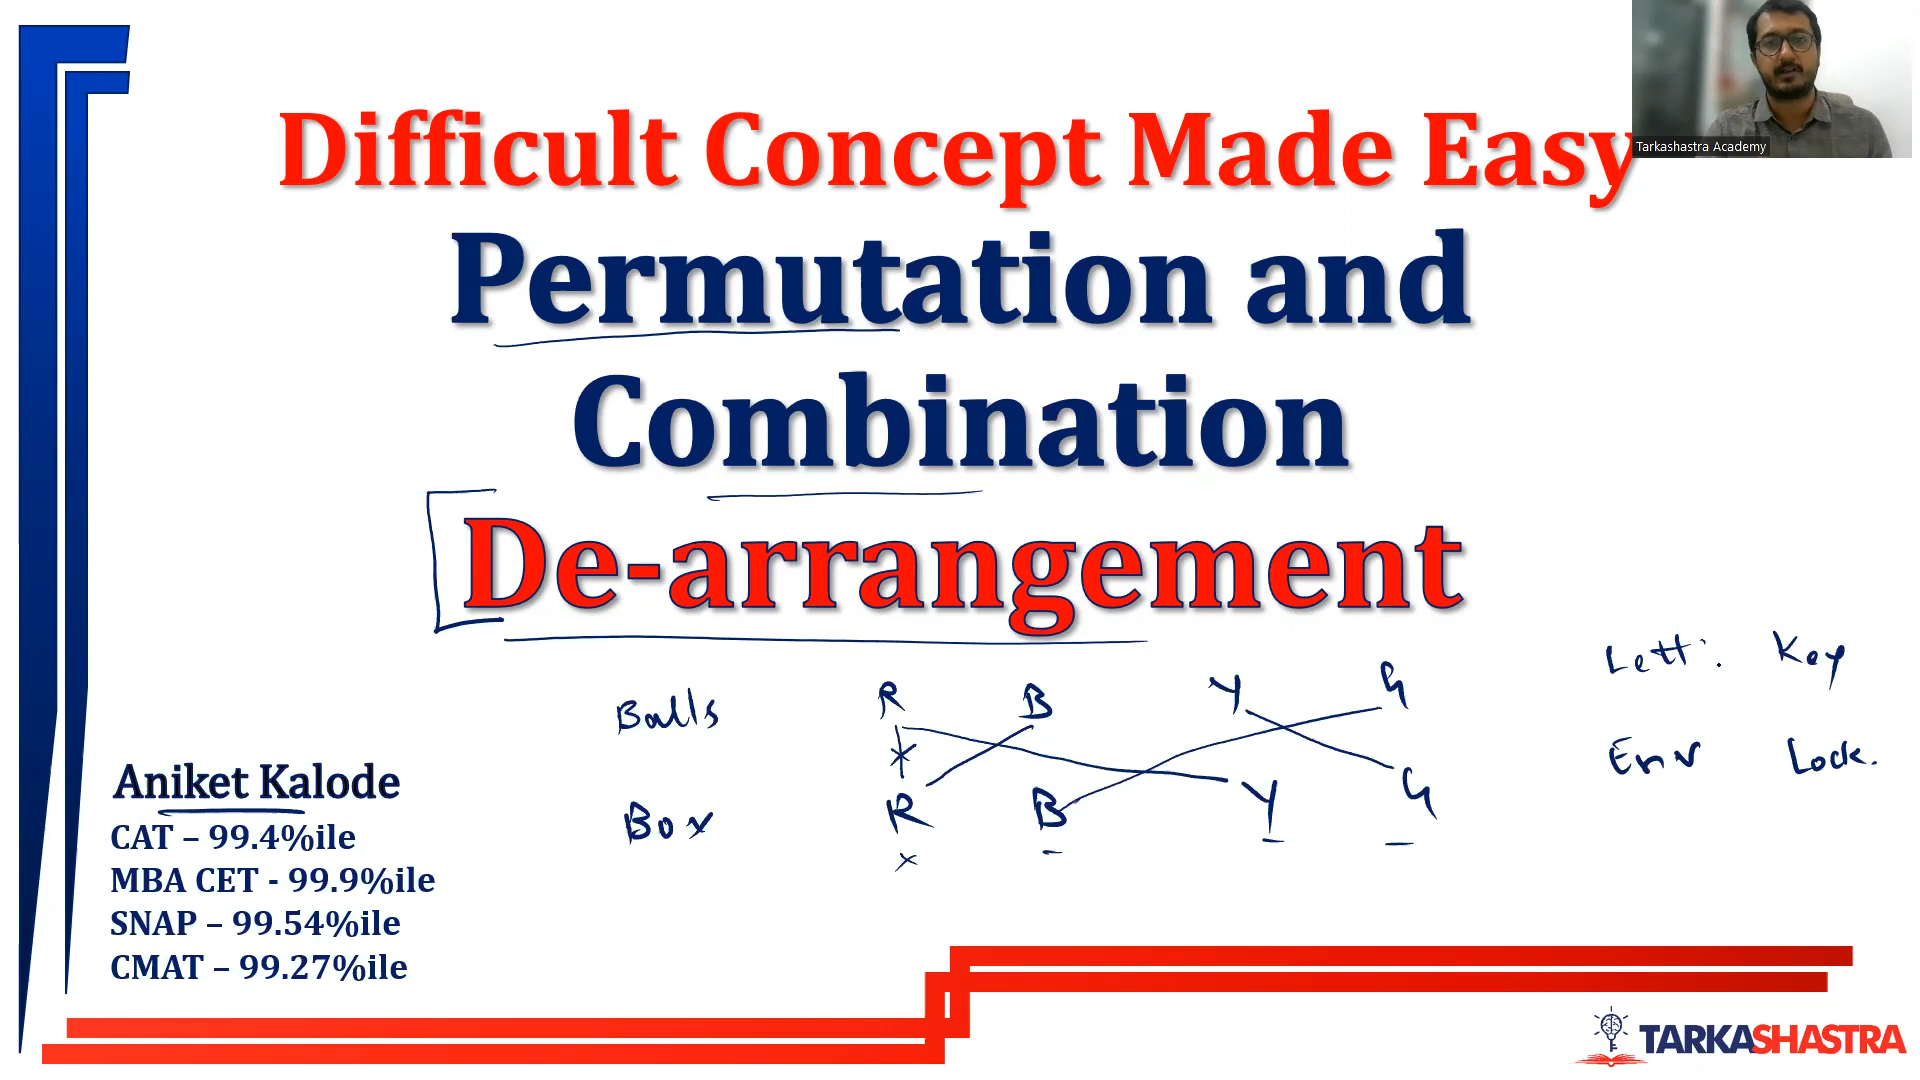 Tarkashastra Academy
Difficult Concept Made Easy
Permutation and
Combination
De-arrangement
Lett. Key
Balls R B Y G
Env Lock.
Box R B Y G
Aniket Kalode
CAT – 99.4%ile
MBA CET - 99.9%ile
SNAP – 99.54%ile
CMAT – 99.27%ile
TARKASHASTRA